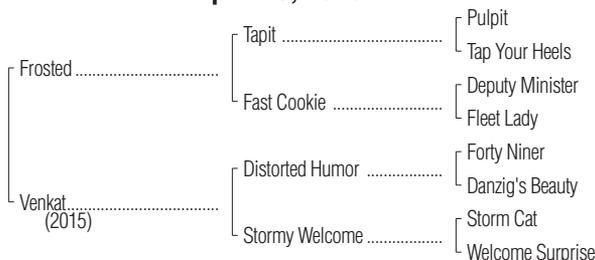 Pulpit
Tapit ................................................
Tap Your Heels
Frosted ...........................................
Deputy Minister
Fast Cookie .................................
Fleet Lady
Forty Niner
Distorted Humor .......................
Danzig's Beauty
Venkat.............................................
(2015)
Storm Cat
Stormy Welcome .......................
Welcome Surprise